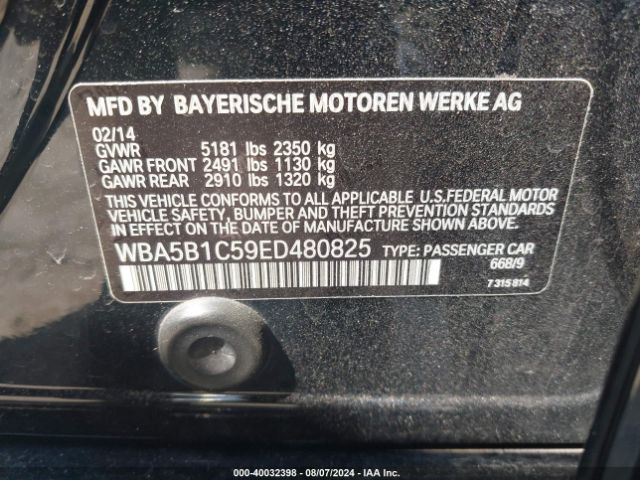 MFD BY BAYERISCHE MOTOREN WERKE AG
02/14
GVWR 5181 lbs 2350 kg
GAWR FRONT 2491 lbs 1130 kg
GAWR REAR 2910 lbs 1320 kg
THIS VEHICLE CONFORMS TO ALL APPLICABLE U.S.FEDERAL MOTOR
VEHICLE SAFETY, BUMPER AND THEFT PREVENTION
STANDARDS IN EFFECT ON THE DATE OF MANUFACTURE SHOWN ABOVE.
WBA5B1C59ED480825 TYPE: PASSENGER CAR
668/9
7 315 814
000-40032398 - 08/07/2024 - IAA Inc.